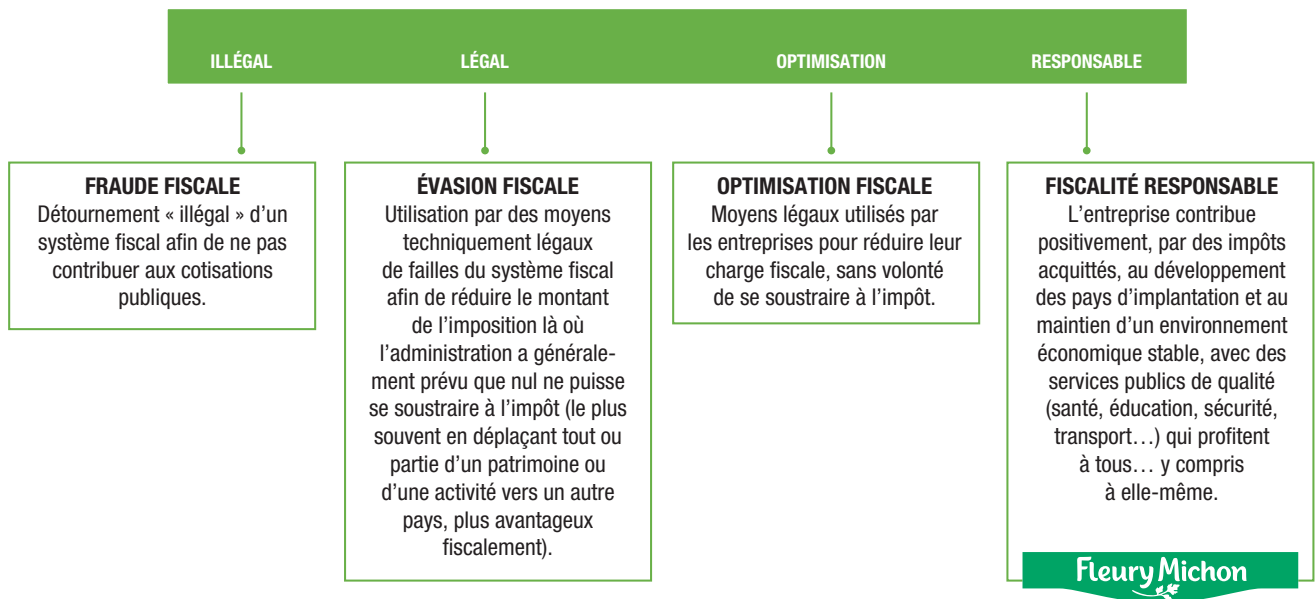 ILLÉGAL
LÉGAL
OPTIMISATION
RESPONSABLE
FRAUDE FISCALE
Détournement « illégal » d’un
système fiscal afin de ne pas
contribuer aux cotisations
publiques.
ÉVASION FISCALE
Utilisation par des moyens
techniquement légaux
de failles du système fiscal
afin de réduire le montant
de l’imposition là où
l’administration a générale-
ment prévu que nul ne puisse
se soustraire à l’impôt (le plus
souvent en déplaçant tout ou
partie d’un patrimoine ou
d’une activité vers un autre
pays, plus avantageux
fiscalement).
OPTIMISATION FISCALE
Moyens légaux utilisés par
les entreprises pour réduire leur
charge fiscale, sans volonté
de se soustraire à l’impôt.
FISCALITÉ RESPONSABLE
L’entreprise contribue
positivement, par des impôts
acquittés, au développement
des pays d’implantation et au
maintien d’un environnement
économique stable, avec des
services publics de qualité
(santé, éducation, sécurité,
transport…) qui profitent
à tous… y compris
à elle-même.
Fleury Michon